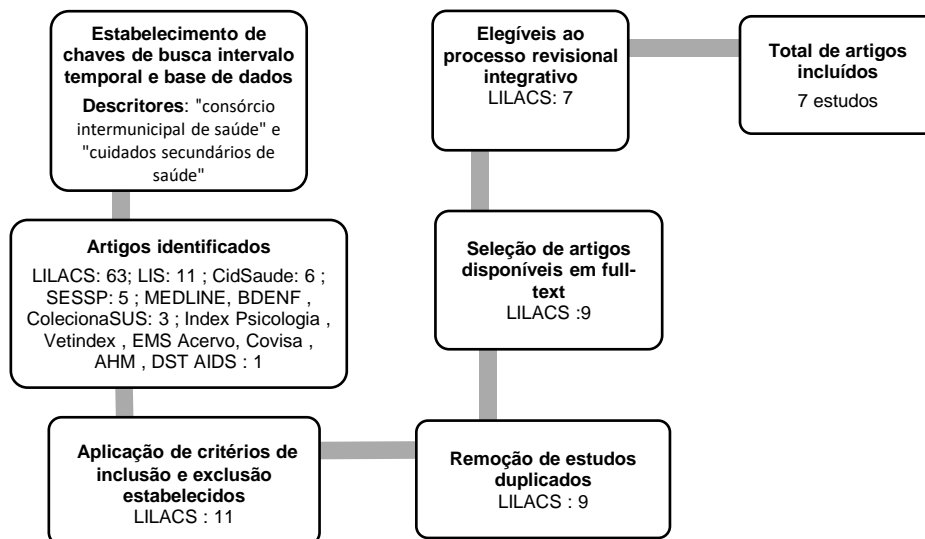 Estabelecimento de
chaves de busca intervalo
temporal e base de dados
Descritores: "consórcio
intermunicipal de saúde" e
"cuidados secundários de
saúde"
Artigos identificados
LILACS: 63; LIS: 11 ; CidSaude: 6 ;
SESSP: 5 ; MEDLINE, BDENF ,
ColecionaSUS: 3 ; Index Psicologia ,
Vetindex , EMS Acervo, Covisa ,
AHM , DST AIDS : 1
Aplicação de critérios de
inclusão e exclusão
estabelecidos
LILACS : 11
Remoção de estudos
duplicados
LILACS : 9
Seleção de artigos
disponíveis em full-
text
LILACS :9
Elegíveis ao
processo revisional
integrativo
LILACS: 7
Total de artigos
incluídos
7 estudos